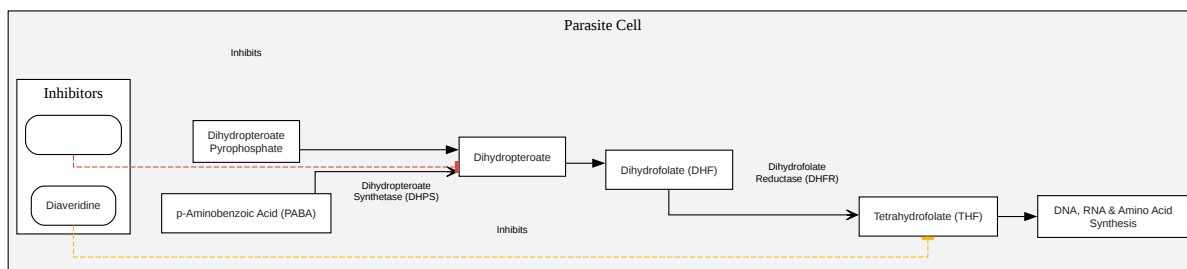 Parasite Cell
Inhibits
Inhibitors
Dihydropteroate
Pyrophosphate
Dihydropteroate
Dihydrofolate (DHF)
Dihydrofolate
Reductase (DHFR)
Dihydropteroate
Synthetase (DHPS)
Diaveridine
p-Aminobenzoic Acid (PABA)
Inhibits
Tetrahydrofolate (THF)
DNA, RNA & Amino Acid
Synthesis